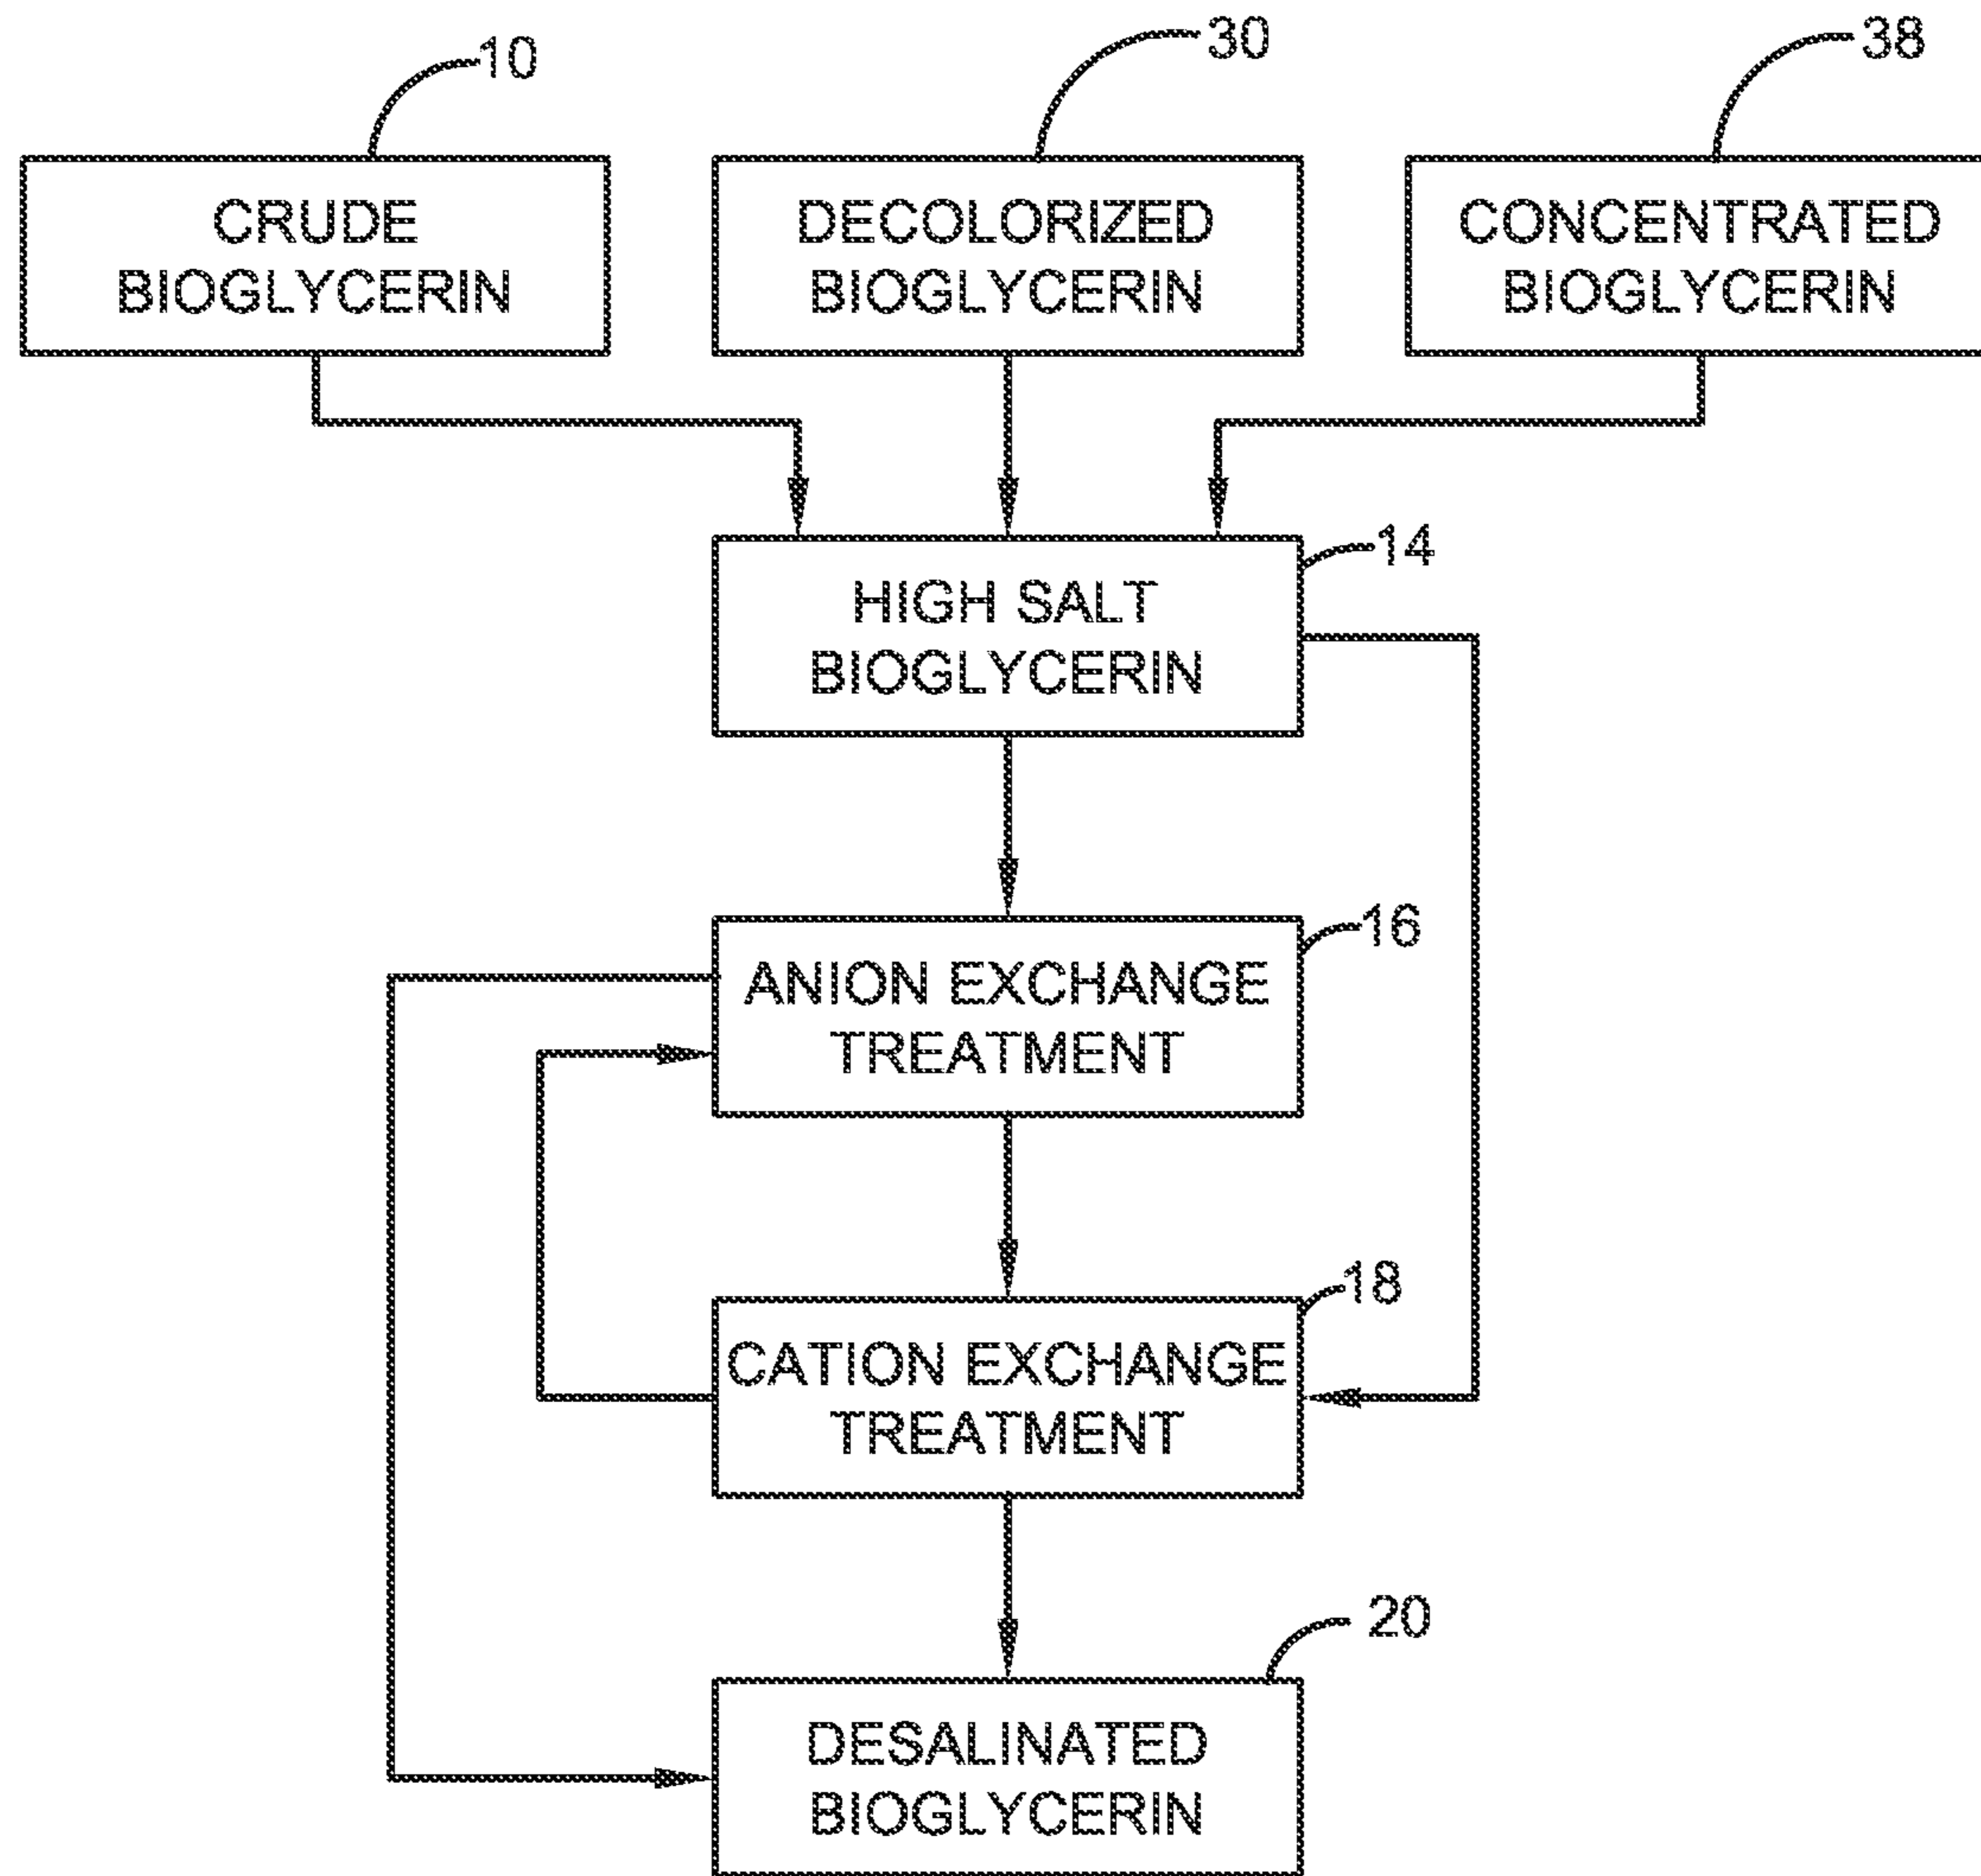 10
30
38
CRUDE
BIOGLYCERIN
DECOLORIZED
BIOGLYCERIN
CONCENTRATED
BIOGLYCERIN
14
HIGH SALT
BIOGLYCERIN
16
ANION EXCHANGE
TREATMENT
18
CATION EXCHANGE
TREATMENT
20
DESALINATED
BIOGLYCERIN